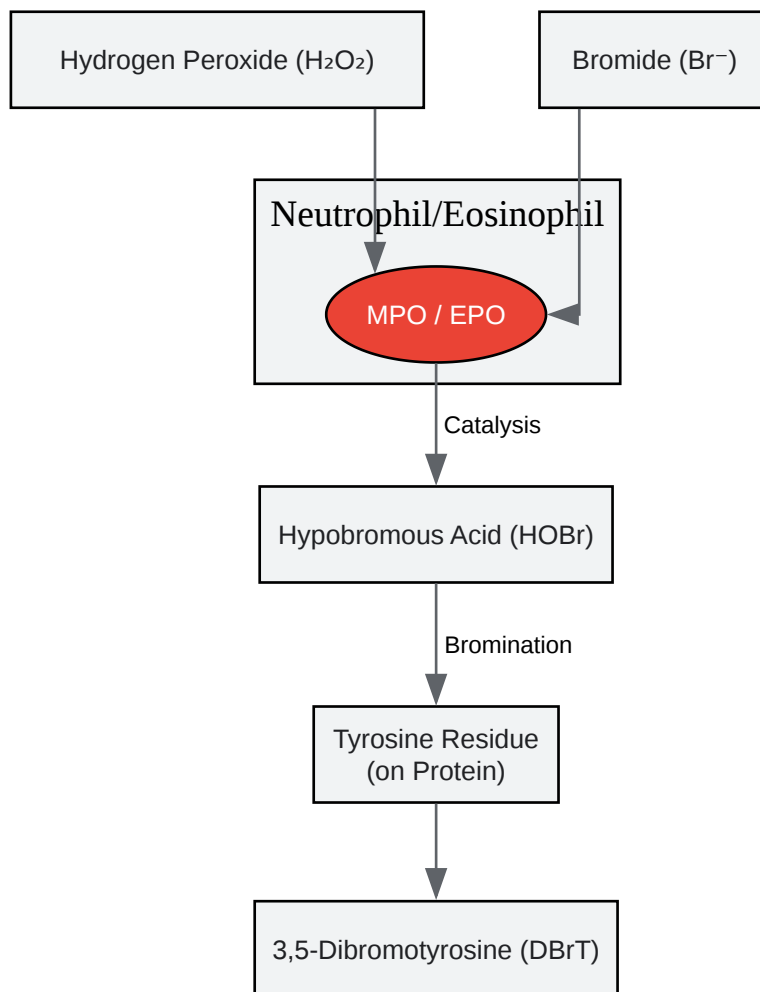 Hydrogen Peroxide (H₂O₂)
Bromide (Br⁻)
Neutrophil/Eosinophil
MPO / EPO
Catalysis
Hypobromous Acid (HOBr)
Bromination
Tyrosine Residue
(on Protein)
3,5-Dibromotyrosine (DBrT)